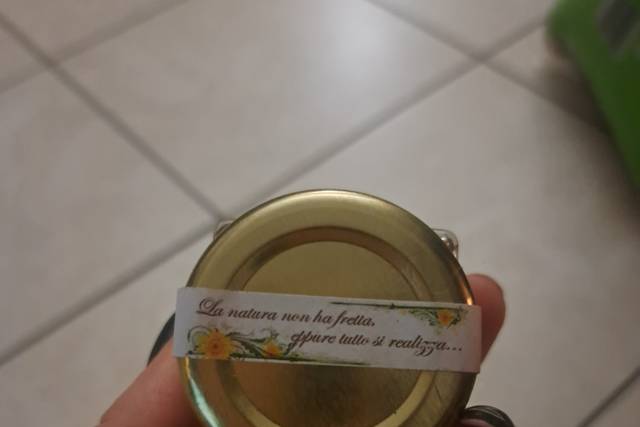 La natura non ha fretta,
eppure tutto si realizza...